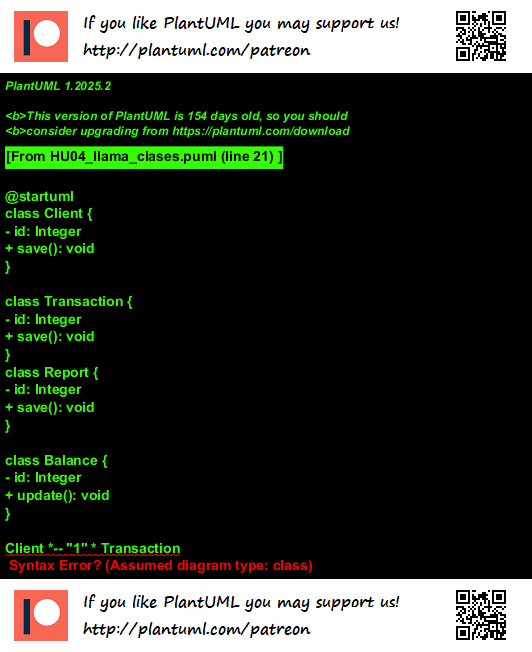 If you like PlantUML you may support us!
http://plantuml.com/patreon
PlantUML 1.2025.2
<b>This version of PlantUML is 154 days old, so you should
<b>consider upgrading from https://plantuml.com/download
[From HU04_llama_clases.puml (line 21) ]
@startuml
class Client {
- id: Integer
+ save(): void
}
class Transaction {
- id: Integer
+ save(): void
}
class Report {
- id: Integer
+ save(): void
}
class Balance {
- id: Integer
+ update(): void
}
Client *-- "1" * Transaction
Syntax Error? (Assumed diagram type: class)
If you like PlantUML you may support us!
http://plantuml.com/patreon